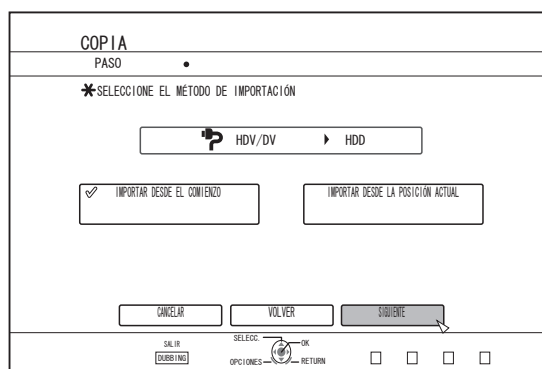 COPIA
PASO
SELECCIONE EL MÉTODO DE IMPORTACIÓN
HDV/DV HDD
IMPORTAR DESDE EL COMIENZO
IMPORTAR DESDE LA POSICIÓN ACTUAL
CANCELAR
VOLVER
SIGUIENTE
SALIR
DUBBING
SELECC.
OK
OPCIONES
RETURN